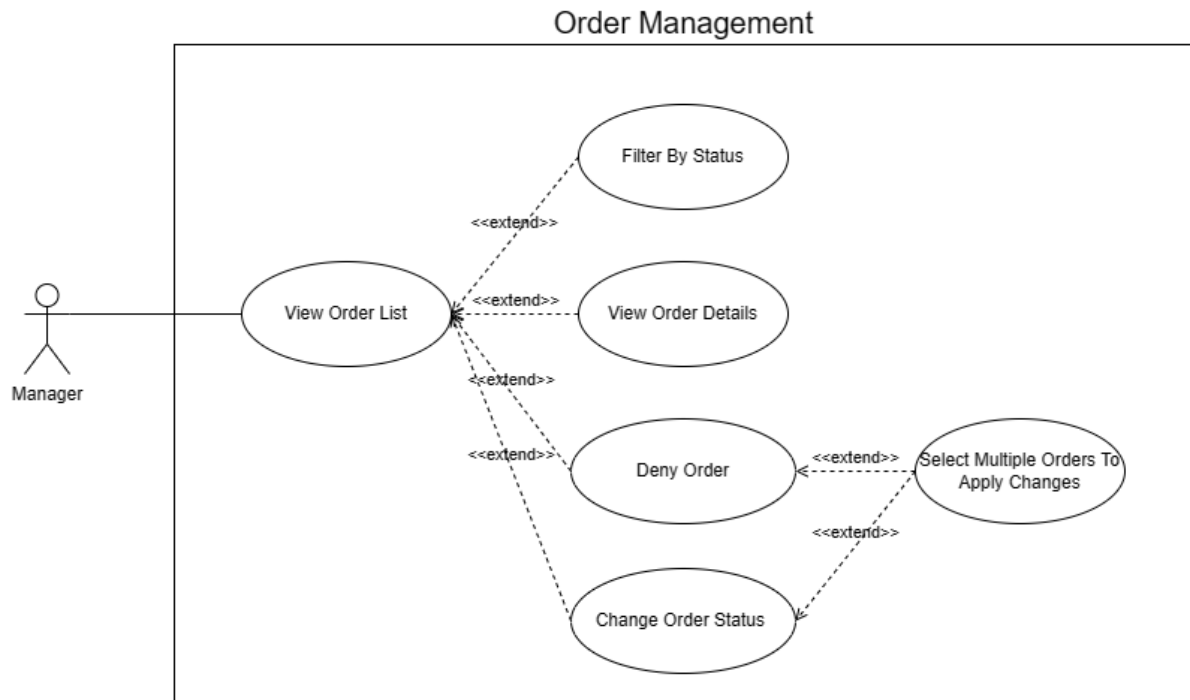 Order Management
Filter By Status
<<extend>>
<<extend>>
View Order List
View Order Details
Manager
<<extend>>
<<extend>>
Deny Order
<<extend>>
Select Multiple Orders To
Apply Changes
<<extend>>
Change Order Status